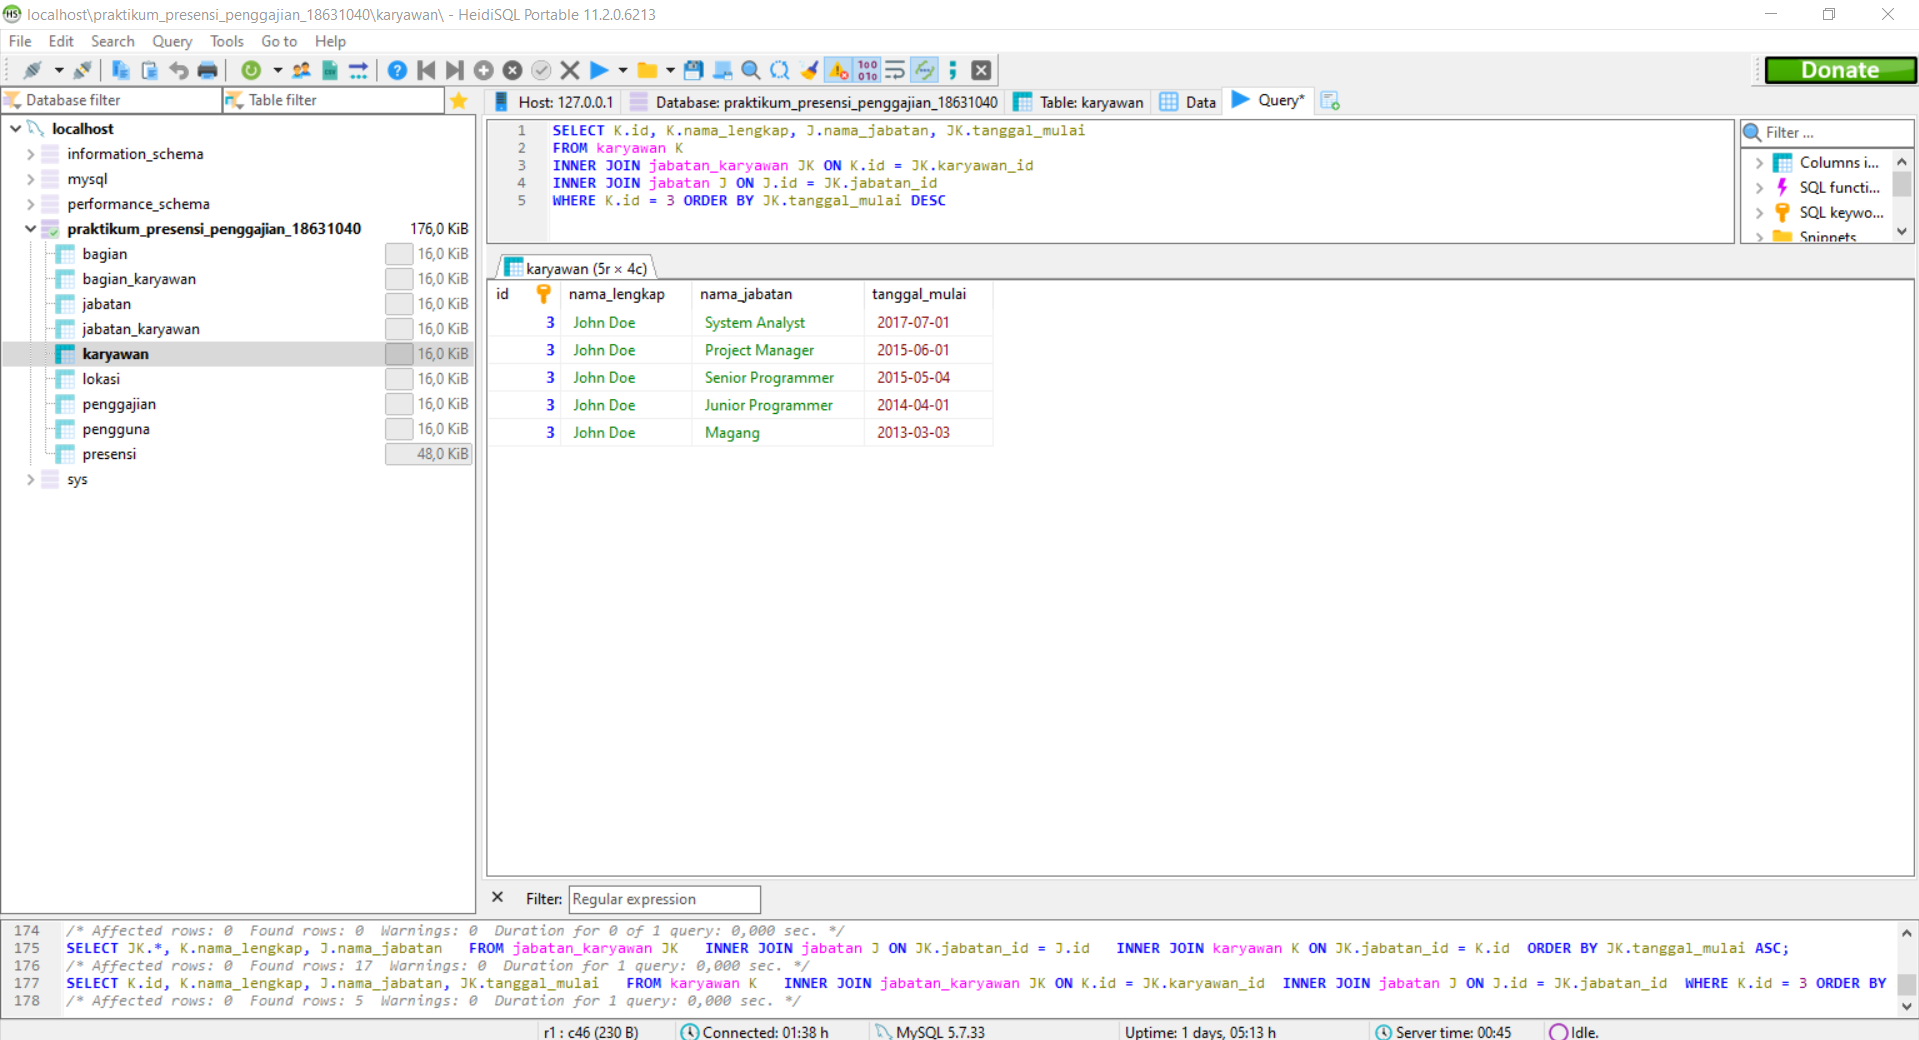 localhost\praktikum_presensi_penggajian_18631040\karyawan\ - HeidiSQL Portable 11.2.0.6213
File Edit Search Query Tools Go to Help
Donate
Database filter Table filter
Host: 127.0.0.1 Database: praktikum_presensi_penggajian_18631040 Table: karyawan Data Query*
localhost
information_schema
mysql
performance_schema
praktikum_presensi_penggajian_18631040 176,0 KiB
bagian 16,0 KiB
bagian_karyawan 16,0 KiB
jabatan 16,0 KiB
jabatan_karyawan 16,0 KiB
karyawan 16,0 KiB
lokasi 16,0 KiB
penggajian 16,0 KiB
pengguna 16,0 KiB
presensi 48,0 KiB
sys
1 SELECT K.id, K.nama_lengkap, J.nama_jabatan, JK.tanggal_mulai
2 FROM karyawan K
3 INNER JOIN jabatan_karyawan JK ON K.id = JK.karyawan_id
4 INNER JOIN jabatan J ON J.id = JK.jabatan_id
5 WHERE K.id = 3 ORDER BY JK.tanggal_mulai DESC
Filter ...
Columns i...
SQL functi...
SQL keywo...
Snippets
karyawan (5r × 4c)
id nama_lengkap nama_jabatan tanggal_mulai
3 John Doe System Analyst 2017-07-01
3 John Doe Project Manager 2015-06-01
3 John Doe Senior Programmer 2015-05-04
3 John Doe Junior Programmer 2014-04-01
3 John Doe Magang 2013-03-03
Filter: Regular expression
174 /* Affected rows: 0 Found rows: 0 Warnings: 0 Duration for 0 of 1 query: 0,000 sec. */
175 SELECT JK.*, K.nama_lengkap, J.nama_jabatan FROM jabatan_karyawan JK INNER JOIN jabatan J ON JK.jabatan_id = J.id INNER JOIN karyawan K ON JK.jabatan_id = K.id ORDER BY JK.tanggal_mulai ASC;
176 /* Affected rows: 0 Found rows: 17 Warnings: 0 Duration for 1 query: 0,000 sec. */
177 SELECT K.id, K.nama_lengkap, J.nama_jabatan, JK.tanggal_mulai FROM karyawan K INNER JOIN jabatan_karyawan JK ON K.id = JK.karyawan_id INNER JOIN jabatan J ON J.id = JK.jabatan_id WHERE K.id = 3 ORDER BY
178 /* Affected rows: 0 Found rows: 5 Warnings: 0 Duration for 1 query: 0,000 sec. */
r1 : c46 (230 B) Connected: 01:38 h MySQL 5.7.33 Uptime: 1 days, 05:13 h Server time: 00:45 Idle.